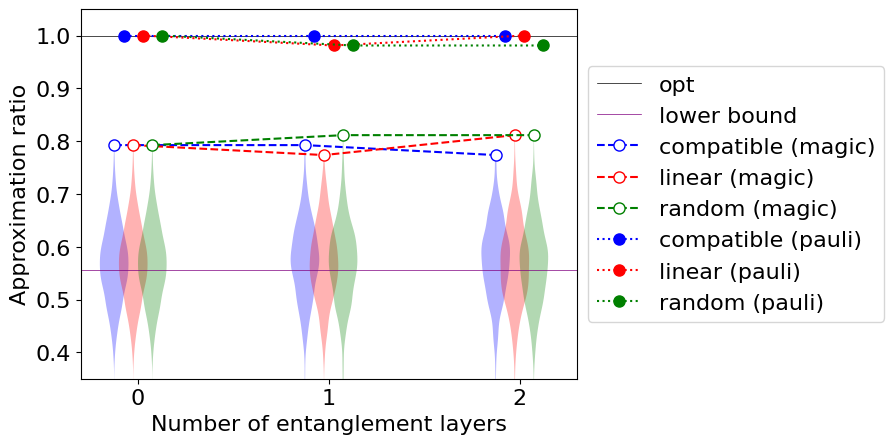 1.0
0.9
0.8
0.7
0.6
0.5
0.4
Approximation ratio
0
1
2
Number of entanglement layers
opt
lower bound
compatible (magic)
linear (magic)
random (magic)
compatible (pauli)
linear (pauli)
random (pauli)